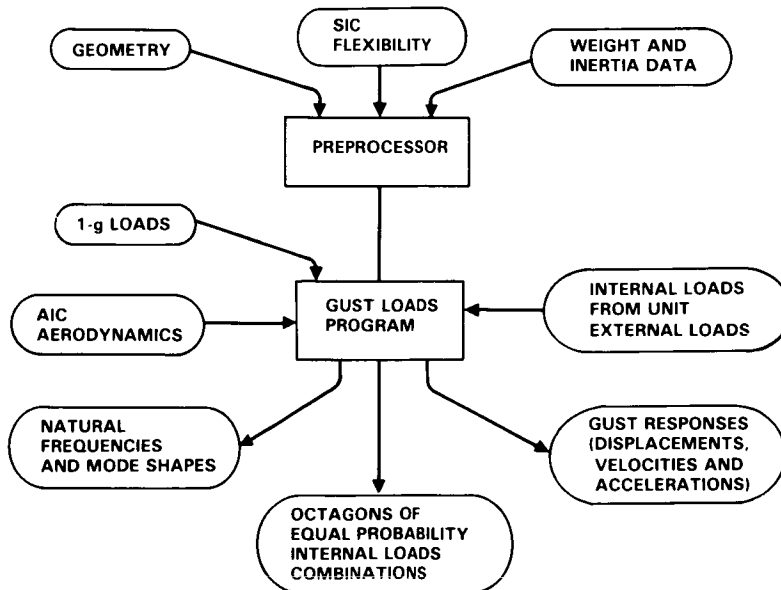 GEOMETRY
SIC
FLEXIBILITY
WEIGHT AND
INERTIA DATA
PREPROCESSOR
1-g LOADS
AIC
AERODYNAMICS
GUST LOADS
PROGRAM
INTERNAL LOADS
FROM UNIT
EXTERNAL LOADS
NATURAL
FREQUENCIES
AND MODE SHAPES
OCTAGONS OF
EQUAL PROBABILITY
INTERNAL LOADS
COMBINATIONS
GUST RESPONSES
(DISPLACEMENTS,
VELOCITIES AND
ACCELERATIONS)